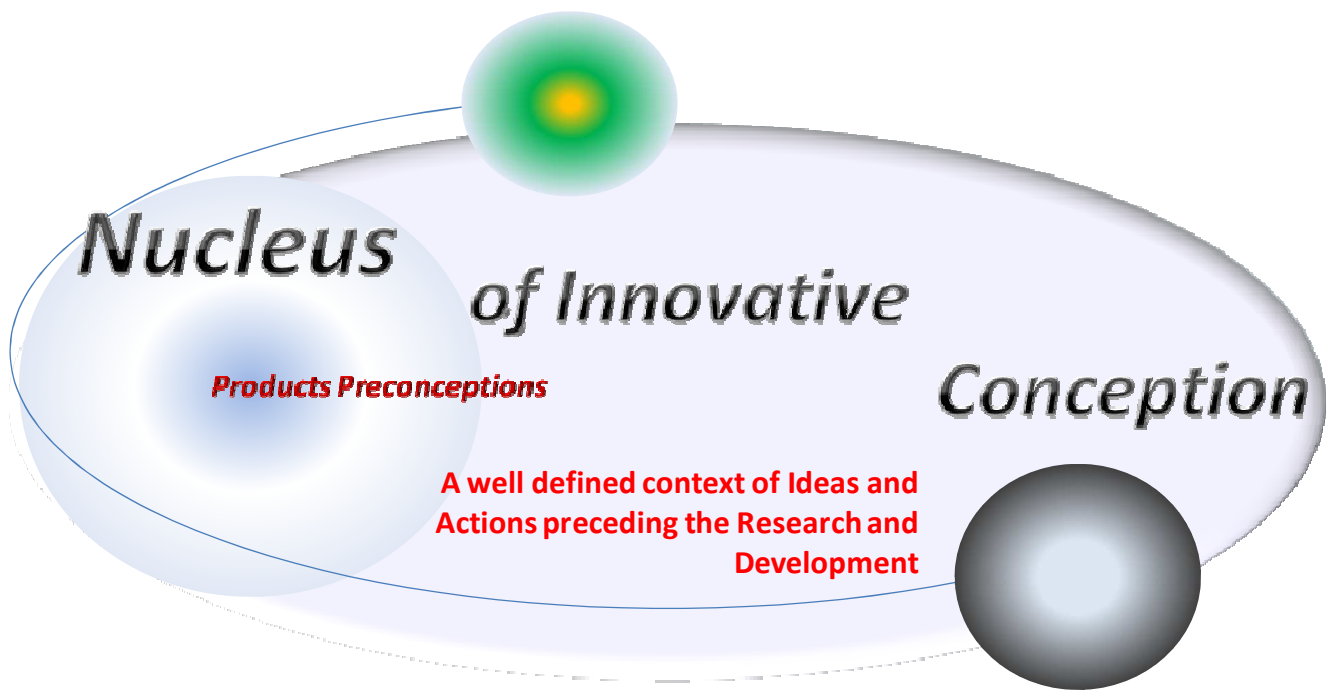 Nucleus
of Innovative
Conception
Products Preconceptions
A well defined context of Ideas and
Actions preceding the Research and
Development